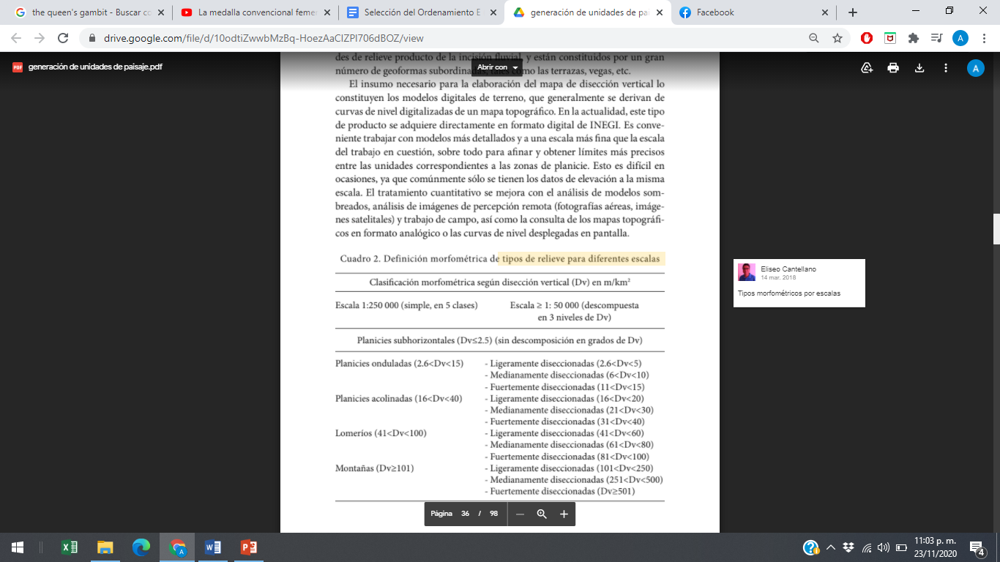 the queen's gambit - Buscar co
La medalla convencional femer
Selección del Ordenamiento E
generación de unidades de pai
Facebook
drive.google.com/file/d/10odtiZwwbMzBq-HoezAaCIZPl706dBOZ/view
generación de unidades de paisaje.pdf
Abrir con
des de relieve producto de la incisión fluvial, y están constituidos por un gran
número de geoformas subordinadas, tales como las terrazas, vegas, etc.
El insumo necesario para la elaboración del mapa de disección vertical lo
constituyen los modelos digitales de terreno, que generalmente se derivan de
curvas de nivel digitalizadas de un mapa topográfico. En la actualidad, este tipo
de producto se adquiere directamente en formato digital de INEGI. Es conve-
niente trabajar con modelos más detallados y a una escala más fina que la escala
del trabajo en cuestión, sobre todo para afinar y obtener límites más precisos
entre las unidades correspondientes a las zonas de planicie. Esto es difícil en
ocasiones, ya que comúnmente sólo se tienen los datos de elevación a la misma
escala. El tratamiento cuantitativo se mejora con el análisis de modelos som-
breados, análisis de imágenes de percepción remota (fotografías aéreas, imáge-
nes satelitales) y trabajo de campo, así como la consulta de los mapas topográfi-
cos en formato analógico o las curvas de nivel desplegadas en pantalla.
Cuadro 2. Definición morfométrica de tipos de relieve para diferentes escalas
Clasificación morfométrica según disección vertical (Dv) en m/km²
Escala 1:250 000 (simple, en 5 clases) Escala ≥ 1: 50 000 (descompuesta
en 3 niveles de Dv)
Planicies subhorizontales (Dv≤2.5) (sin descomposición en grados de Dv)
Planicies onduladas (2.6<Dv<15) - Ligeramente diseccionadas (2.6<Dv<5)
- Medianamente diseccionadas (6<Dv<10)
- Fuertemente diseccionadas (11<Dv<15)
Planicies acolinadas (16<Dv<40) - Ligeramente diseccionadas (16<Dv<20)
- Medianamente diseccionadas (21<Dv<30)
- Fuertemente diseccionadas (31<Dv<40)
Lomeríos (41<Dv<100) - Ligeramente diseccionadas (41<Dv<60)
- Medianamente diseccionadas (61<Dv<80)
- Fuertemente diseccionadas (81<Dv<100)
Montañas (Dv≥101) - Ligeramente diseccionadas (101<Dv<250)
- Medianamente diseccionadas (251<Dv<500)
- Fuertemente diseccionadas (Dv≥501)
Eliseo Cantellano
14 mar. 2018
Tipos morfométricos por escalas
Página 36 / 98
11:03 p. m.
23/11/2020
4